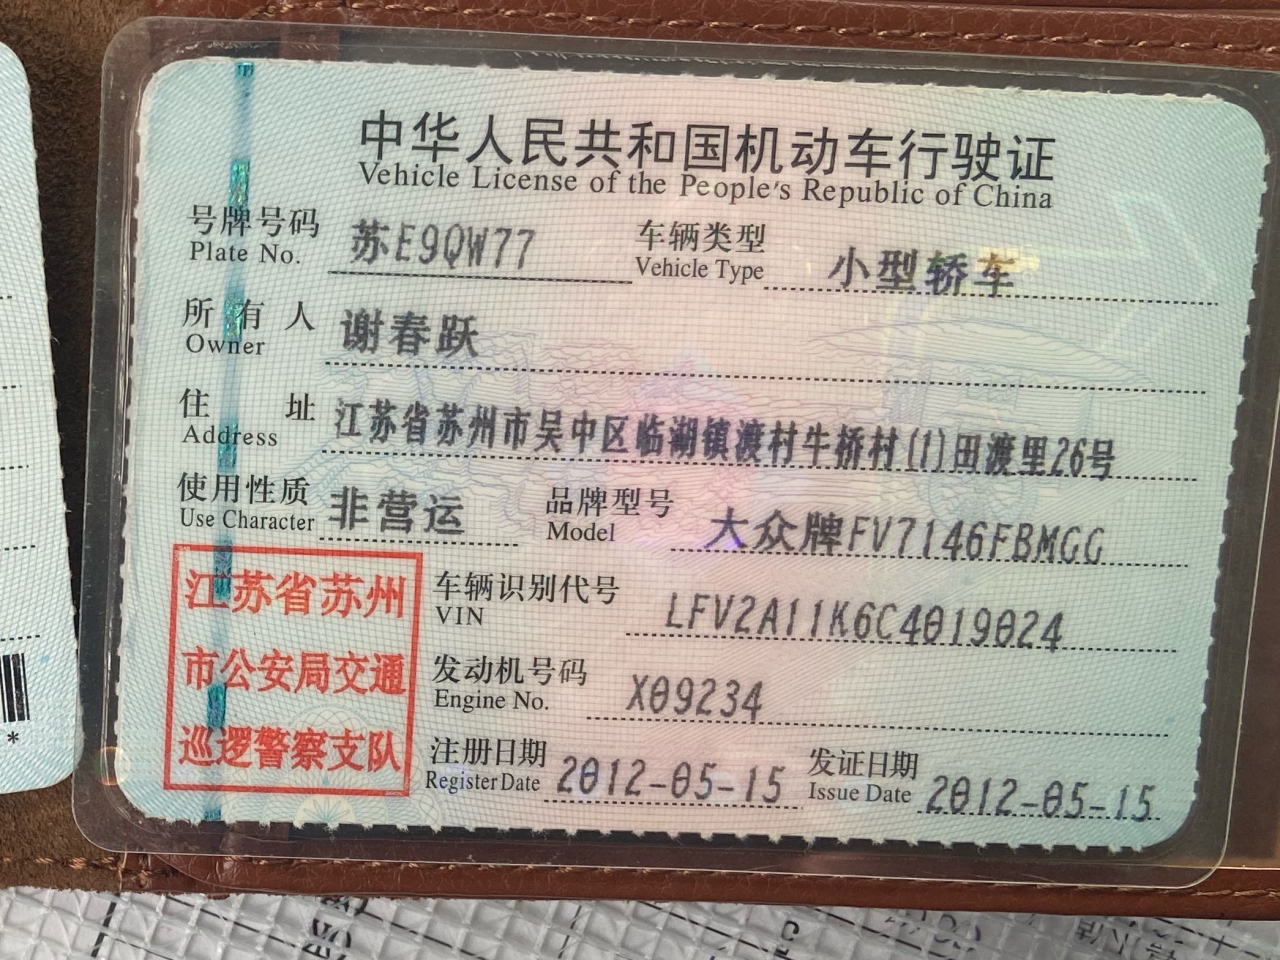 中华人民共和国机动车行驶证
Vehicle License of the People's Republic of China
号牌号码 苏E9QW77 车辆类型 小型轿车
Plate No. Vehicle Type
所有人 谢春跃
Owner
住址 江苏省苏州市吴中区临湖镇渡村牛桥村(1)田渡里26号
Address
使用性质 非营运 品牌型号 大众牌FV7146FBMGG
Use Character Model
江苏省苏州
市公安局交通
巡逻警察支队
车辆识别代号 LFV2A11K6C4019024
VIN
发动机号码 X09234
Engine No.
注册日期 2012-05-15 发证日期 2012-05-15
Register Date Issue Date
*